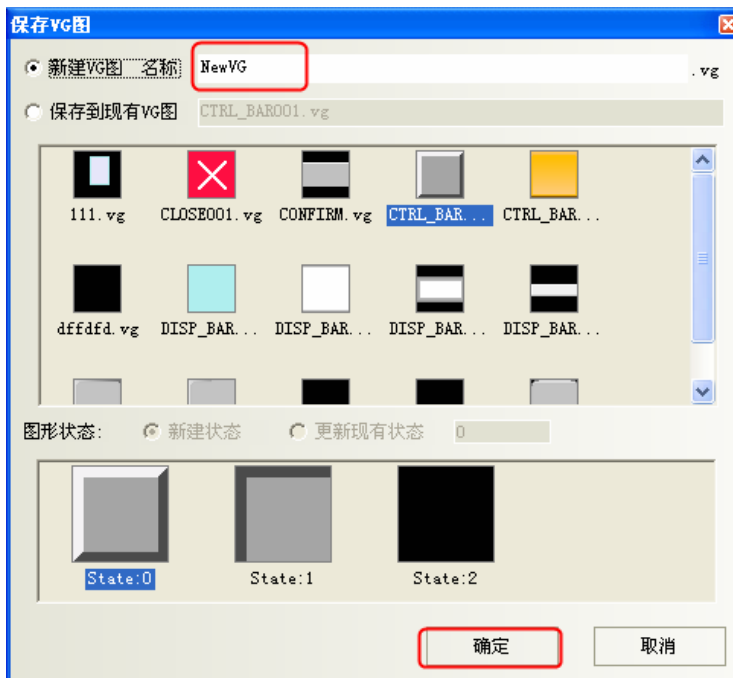 保存VG图
新建VG图 名称 NewVG .vg
保存到现有VG图 CTRL_BAR001.vg
111.vg CLOSE001.vg CONFIRM.vg CTRL_BAR... CTRL_BAR...
dffdfd.vg DISP_BAR... DISP_BAR... DISP_BAR... DISP_BAR...
图形状态: 新建状态 更新现有状态 0
State:0 State:1 State:2
确定 取消